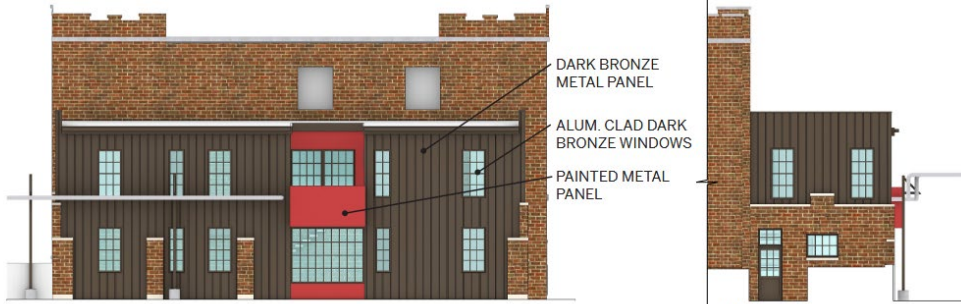 DARK BRONZE
METAL PANEL
ALUM. CLAD DARK
BRONZE WINDOWS
PAINTED METAL
PANEL